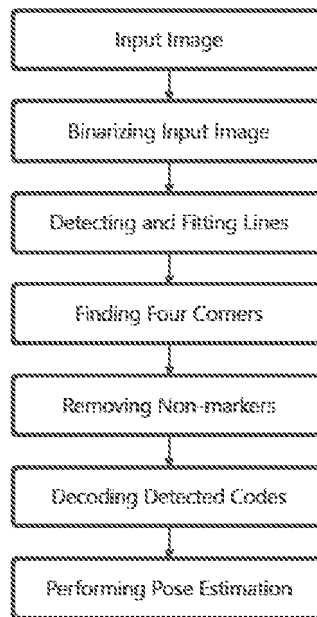 Input Image
Binarizing Input Image
Detecting and Fitting Lines
Finding Four Corners
Removing Non-markers
Decoding Detected Codes
Performing Pose Estimation